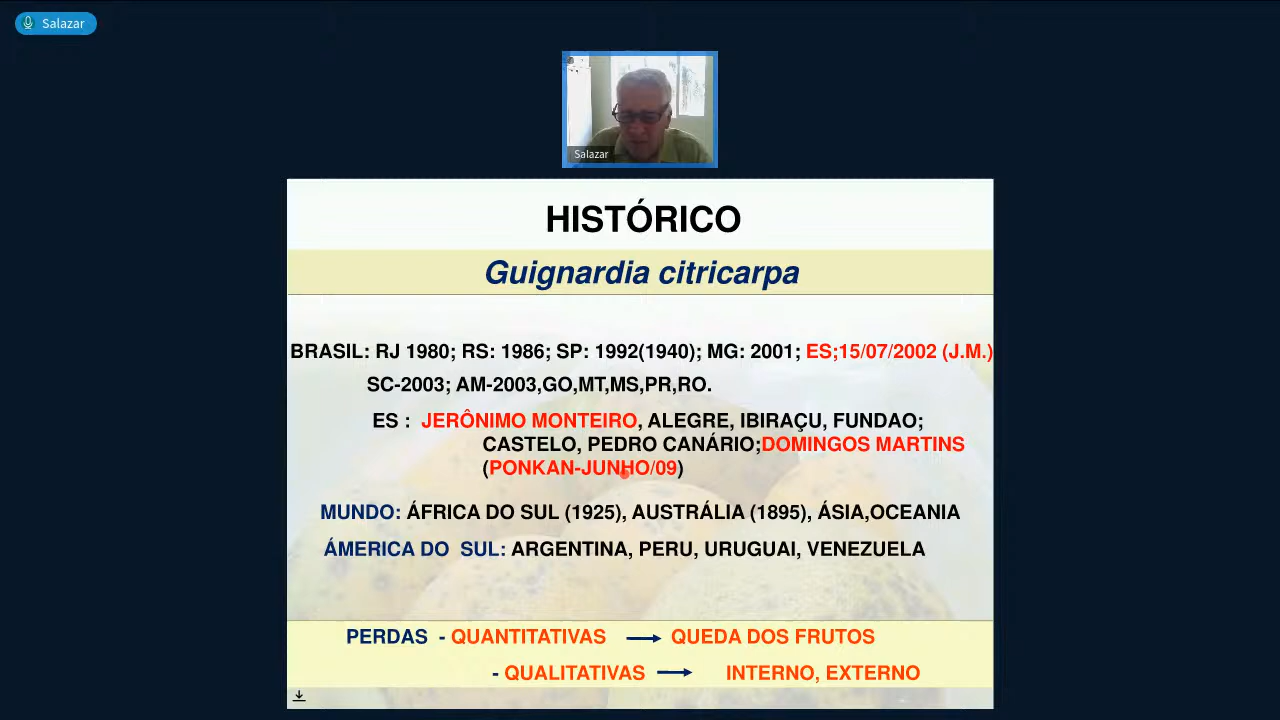 Salazar
Salazar
HISTÓRICO
Guignardia citricarpa
BRASIL: RJ 1980; RS: 1986; SP: 1992(1940); MG: 2001; ES;15/07/2002 (J.M.)
SC-2003; AM-2003,GO,MT,MS,PR,RO.
ES : JERÔNIMO MONTEIRO, ALEGRE, IBIRAÇU, FUNDAO;
CASTELO, PEDRO CANÁRIO;DOMINGOS MARTINS
(PONKAN-JUNHO/09)
MUNDO: ÁFRICA DO SUL (1925), AUSTRÁLIA (1895), ÁSIA,OCEANIA
ÁMERICA DO SUL: ARGENTINA, PERU, URUGUAI, VENEZUELA
PERDAS - QUANTITATIVAS → QUEDA DOS FRUTOS
- QUALITATIVAS → INTERNO, EXTERNO